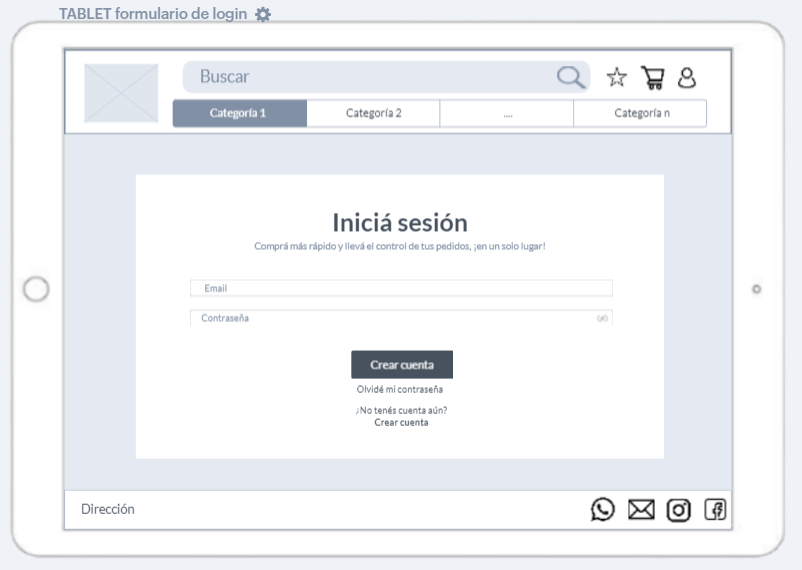 TABLET formulario de login
Buscar
Categoría 1
Categoría 2
....
Categoría n
Iniciá sesión
Comprá más rápido y llevá el control de tus pedidos, ¡en un solo lugar!
Email
Contraseña
Crear cuenta
Olvidé mi contraseña
¿No tenés cuenta aún?
Crear cuenta
Dirección